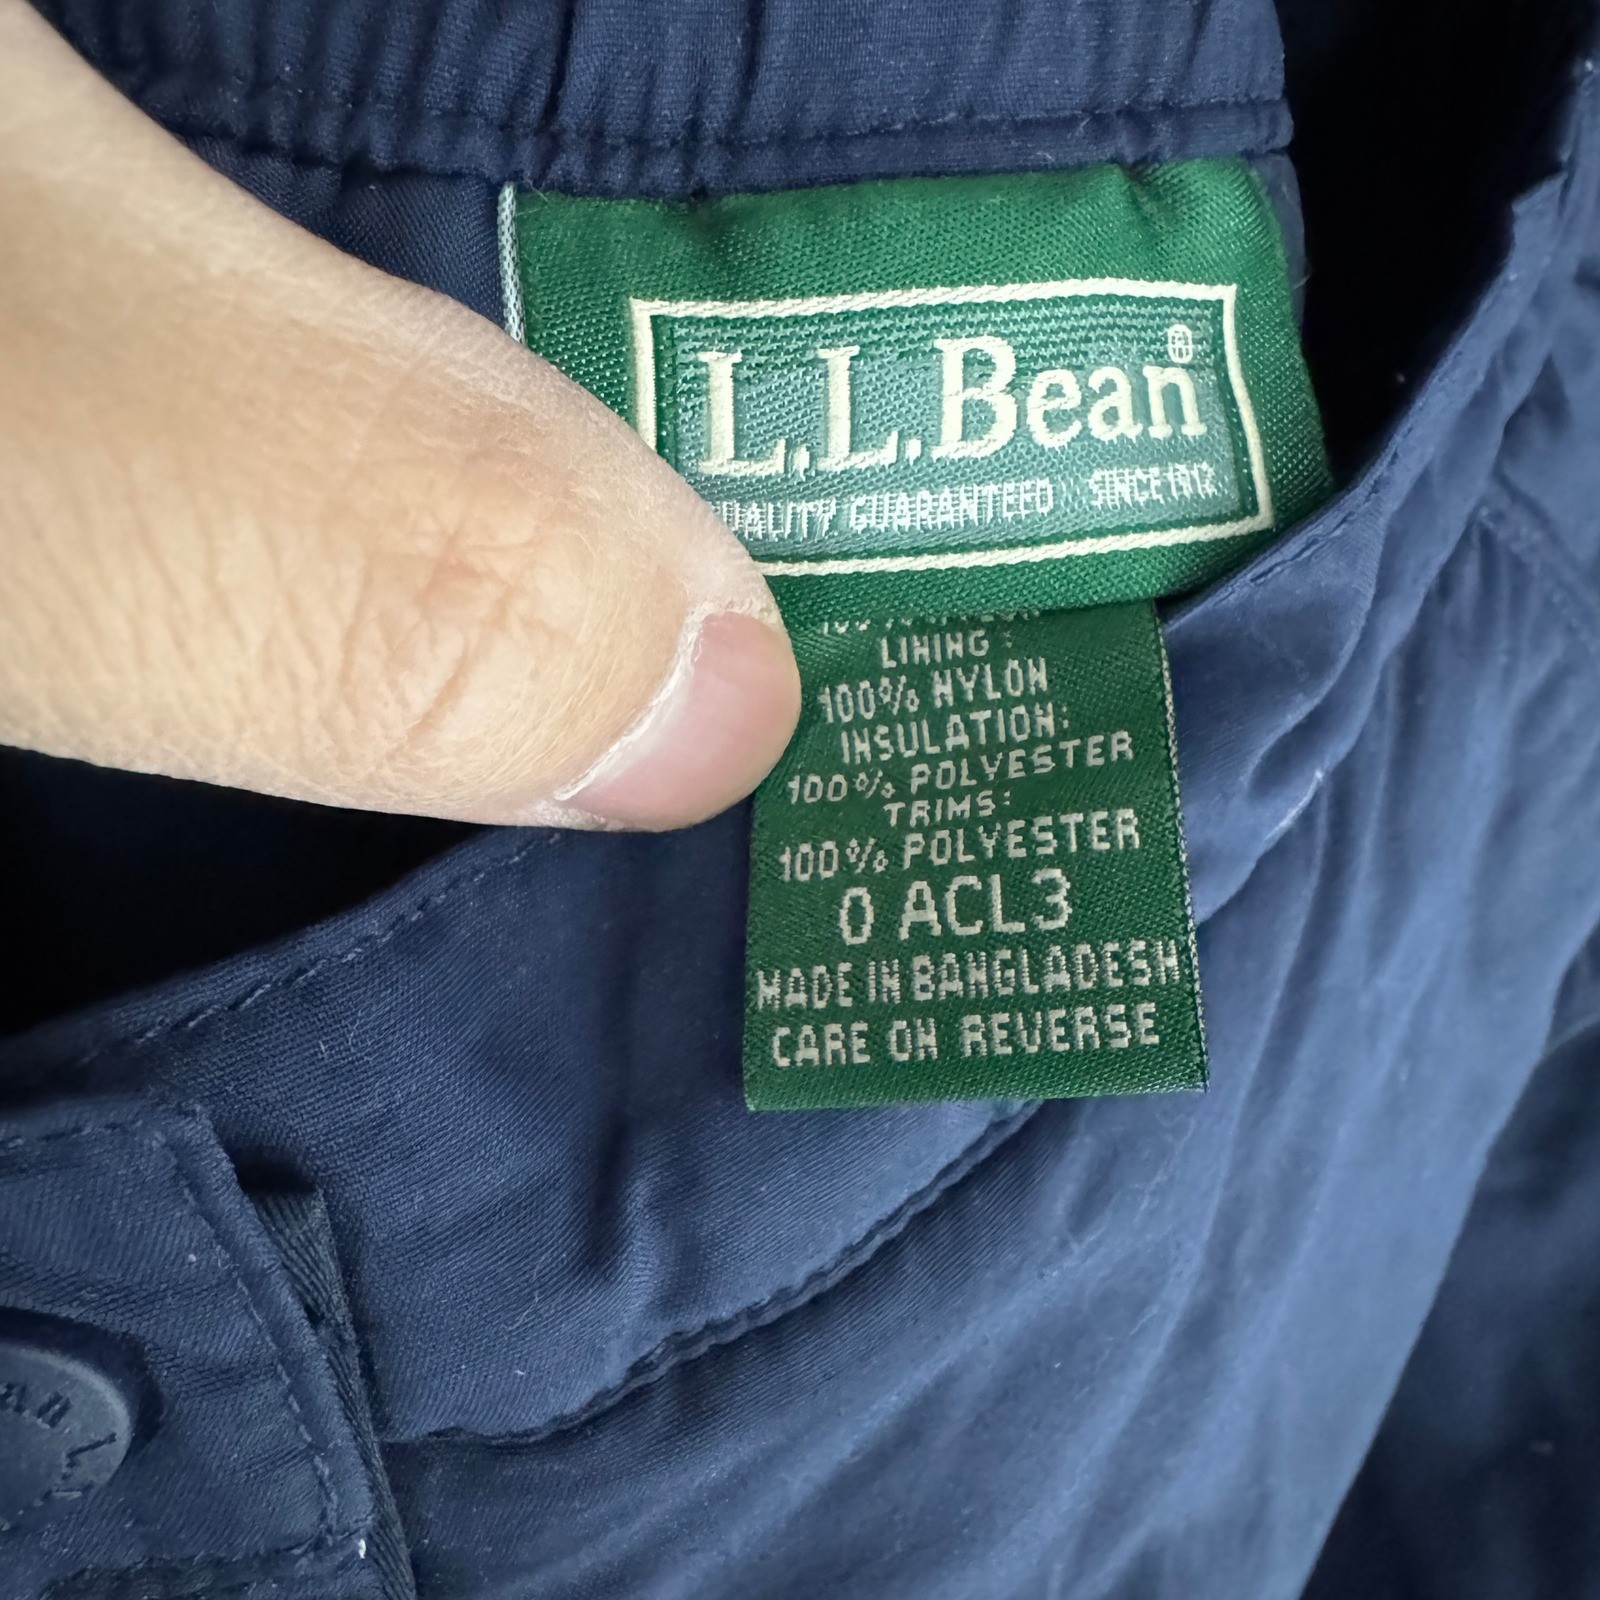 L.L.Bean®
QUALITY GUARANTEED SINCE 1912
LINING:
100% NYLON
INSULATION:
100% POLYESTER
TRIMS:
100% POLYESTER
0 ACL3
MADE IN BANGLADESH
CARE ON REVERSE